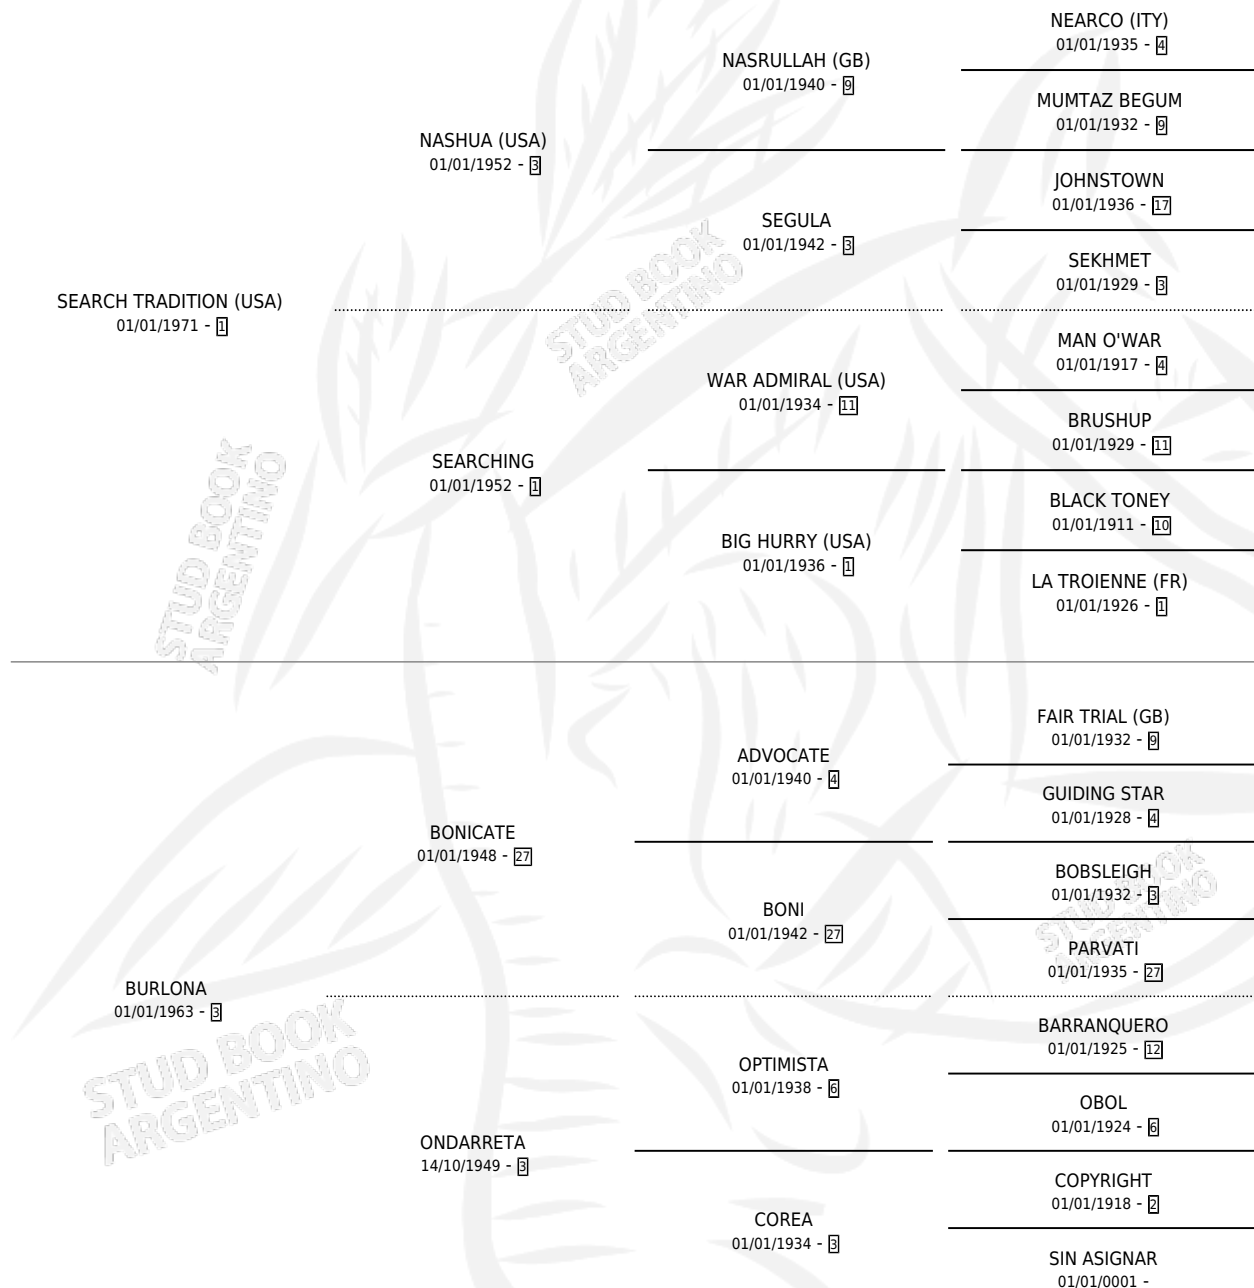 NEARCO (ITY)
01/01/1935 - 4
NASRULLAH (GB)
01/01/1940 - 9
MUMTAZ BEGUM
01/01/1932 - 9
NASHUA (USA)
01/01/1952 - 3
JOHNSTOWN
01/01/1936 - 17
SEGULA
01/01/1942 - 3
SEKHMET
01/01/1929 - 3
SEARCH TRADITION (USA)
01/01/1971 - 1
STUD BOOK
ARGENTINO
MAN O'WAR
01/01/1917 - 4
WAR ADMIRAL (USA)
01/01/1934 - 11
BRUSHUP
01/01/1929 - 11
SEARCHING
01/01/1952 - 1
BLACK TONEY
01/01/1911 - 10
BIG HURRY (USA)
01/01/1936 - 1
LA TROIENNE (FR)
01/01/1926 - 1
STUD BOOK
ARGENTINO
FAIR TRIAL (GB)
01/01/1932 - 9
ADVOCATE
01/01/1940 - 4
GUIDING STAR
01/01/1928 - 4
BONICATE
01/01/1948 - 27
BOBSLEIGH
01/01/1932 - 3
BONI
01/01/1942 - 27
PARVATI
01/01/1935 - 27
STUD BOOK
ARGENTINO
BURLONA
01/01/1963 - 3
BARRANQUERO
01/01/1925 - 12
OPTIMISTA
01/01/1938 - 6
OBOL
01/01/1924 - 6
STUD BOOK
ARGENTINO
ONDARRETA
14/10/1949 - 3
COPYRIGHT
01/01/1918 - 2
COREA
01/01/1934 - 3
SIN ASIGNAR
01/01/0001 -